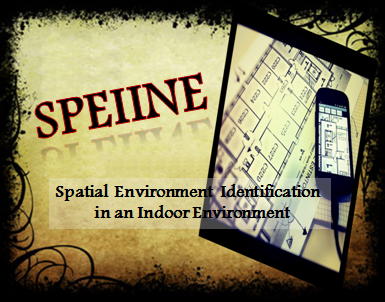 SPEIINE
Spatial Environment Identification
in an Indoor Environment